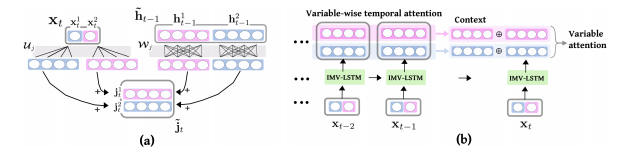 x_t x_t^1 x_t^2
h̃_{t-1} h_{t-1}^1 h_{t-1}^2
𝒰_j
𝒲_j
+ j_t^1 +
+ j_t^2 +
j̃_t
(a)
Variable-wise temporal attention
Context
... ⊕
⊕
Variable
attention
... IMV-LSTM IMV-LSTM IMV-LSTM
...
x_{t-2} x_{t-1} x_t
(b)